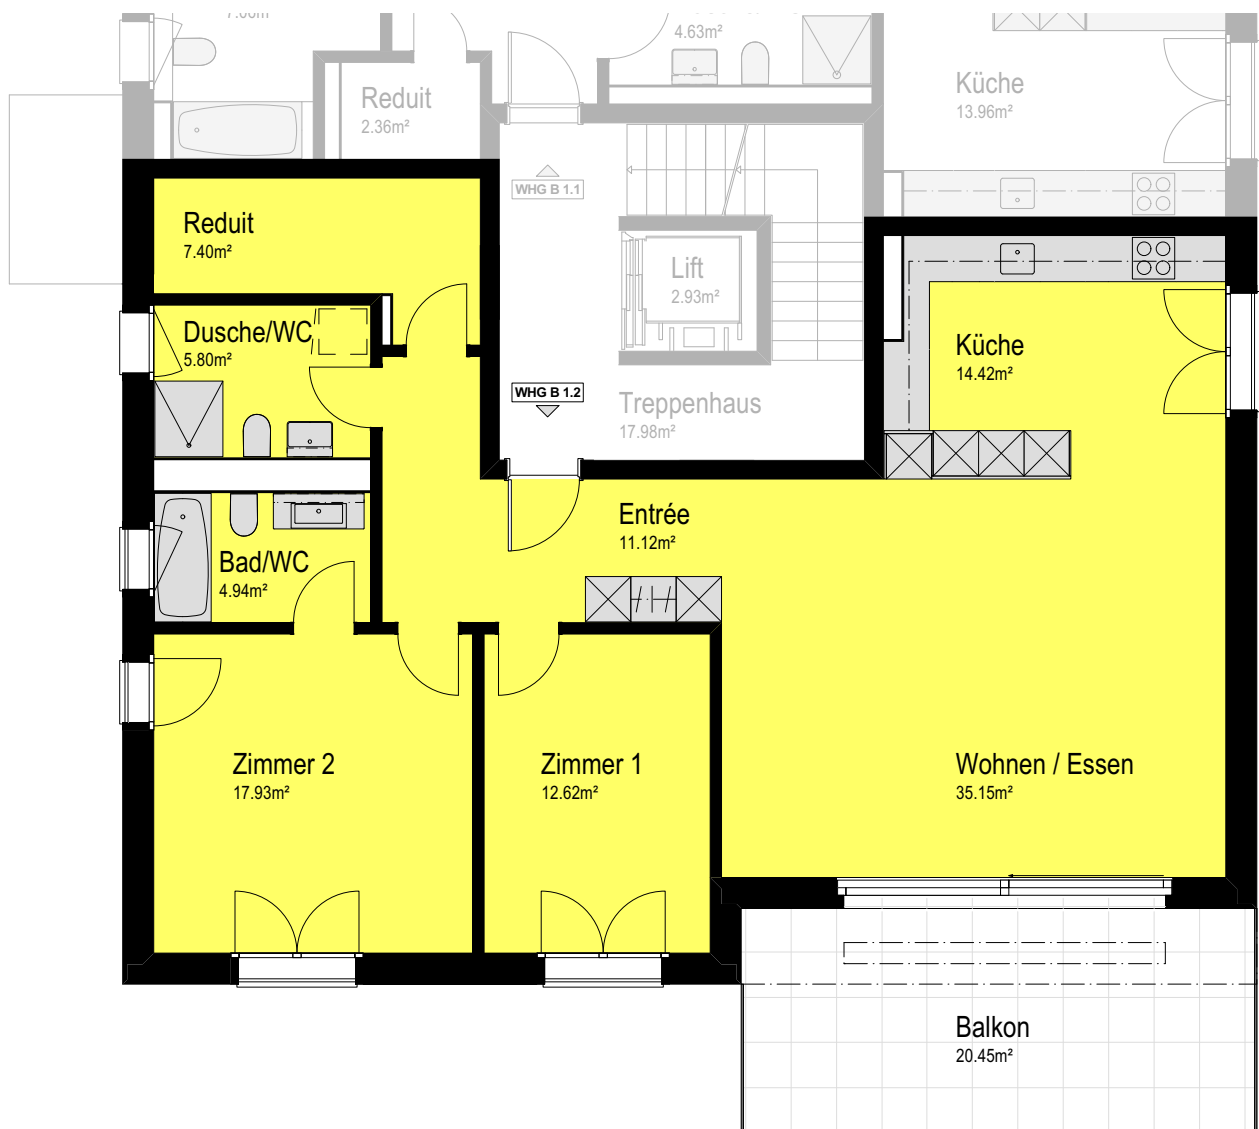 4.63m²
Reduit
2.36m²
Küche
13.96m²
WHG B 1.1
Reduit
7.40m²
Lift
2.93m²
Dusche/WC
5.80m²
Küche
14.42m²
WHG B 1.2
Treppenhaus
17.98m²
Entrée
11.12m²
Bad/WC
4.94m²
Zimmer 2
17.93m²
Zimmer 1
12.62m²
Wohnen / Essen
35.15m²
Balkon
20.45m²